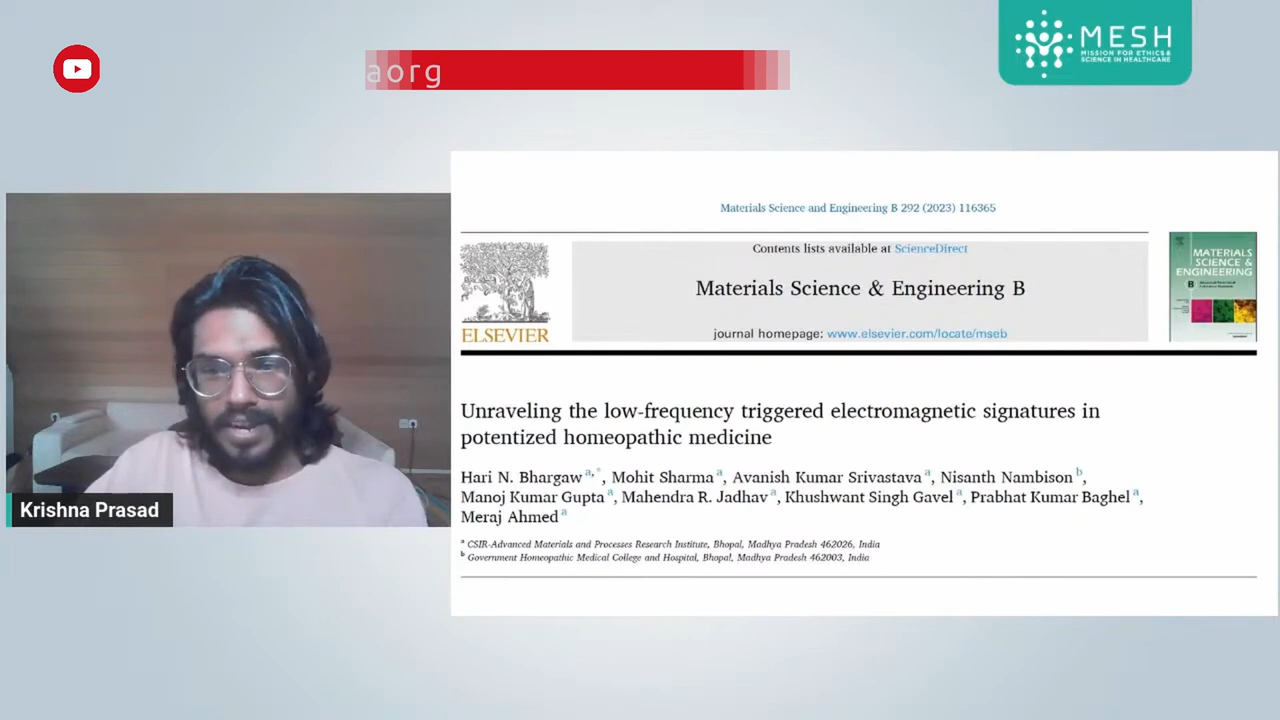 aorg
MESH
MISSION FOR ETHICS &
SCIENCE IN HEALTHCARE
Materials Science and Engineering B 292 (2023) 116365
Contents lists available at ScienceDirect
Materials Science & Engineering B
journal homepage: www.elsevier.com/locate/mseb
ELSEVIER
MATERIALS
SCIENCE &
ENGINEERING
B
Unraveling the low-frequency triggered electromagnetic signatures in
potentized homeopathic medicine
Hari N. Bhargaw a,*, Mohit Sharma a, Avanish Kumar Srivastava a, Nisanth Nambison b,
Manoj Kumar Gupta a, Mahendra R. Jadhav a, Khushwant Singh Gavel a, Prabhat Kumar Baghel a,
Meraj Ahmed a
a CSIR-Advanced Materials and Processes Research Institute, Bhopal, Madhya Pradesh 462026, India
b Government Homeopathic Medical College and Hospital, Bhopal, Madhya Pradesh 462003, India
Krishna Prasad